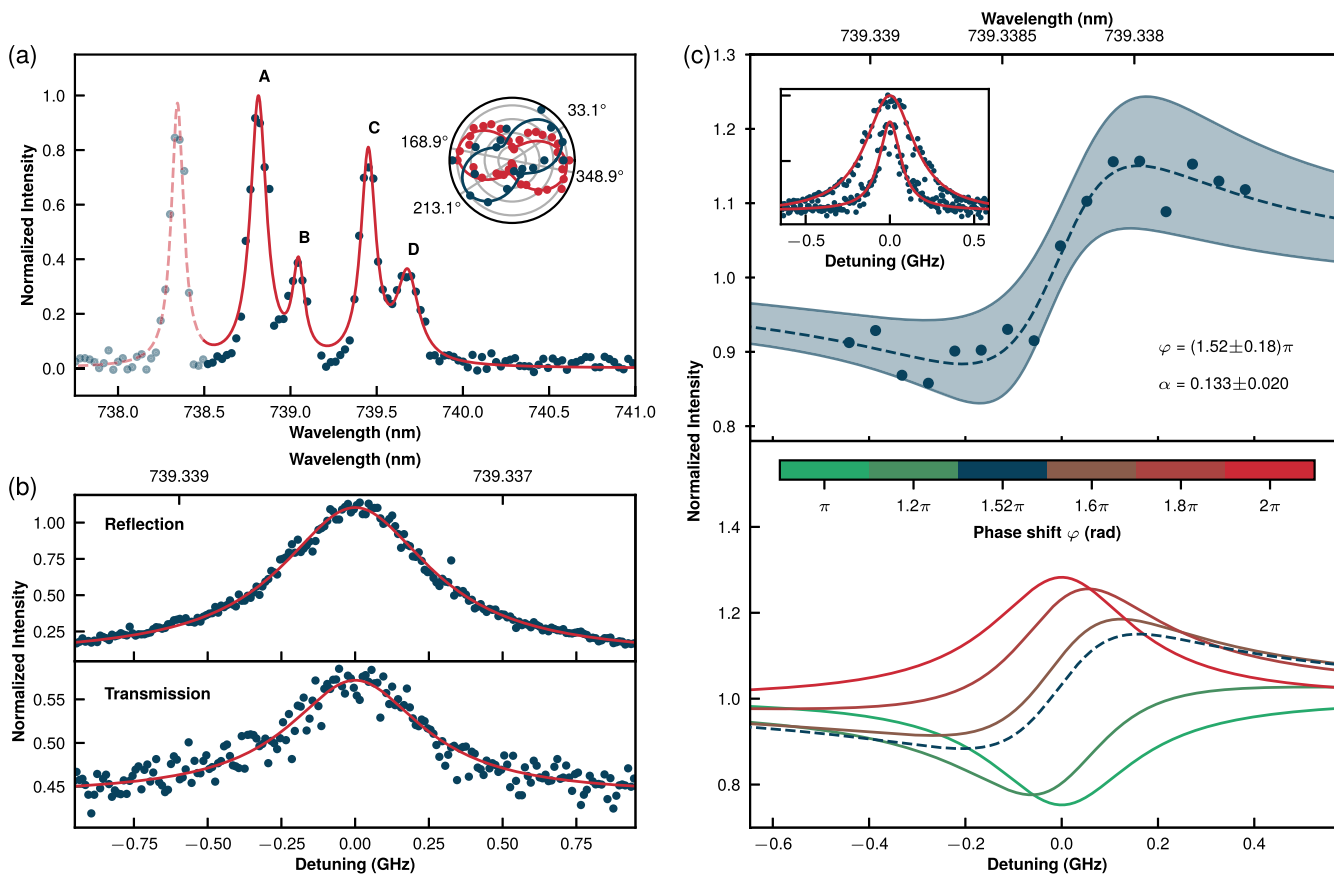 (a)
A
B
C
D
33.1°
168.9°
348.9°
213.1°
Normalized Intensity
1.0
0.8
0.6
0.4
0.2
0.0
738.0 738.5 739.0 739.5 740.0 740.5 741.0
Wavelength (nm)
(b)
Wavelength (nm)
739.339 739.337
Reflection
1.00
0.75
0.50
0.25
Normalized Intensity
Transmission
0.55
0.50
0.45
−0.75 −0.50 −0.25 0.00 0.25 0.50 0.75
Detuning (GHz)
(c)
Wavelength (nm)
739.339 739.3385 739.338
1.3
1.2
1.1
1.0
0.9
0.8
−0.5 0.0 0.5
Detuning (GHz)
φ = (1.52±0.18)π
α = 0.133±0.020
Normalized Intensity
π 1.2π 1.52π 1.6π 1.8π 2π
Phase shift φ (rad)
1.4
1.2
1.0
0.8
−0.6 −0.4 −0.2 0.0 0.2 0.4
Detuning (GHz)